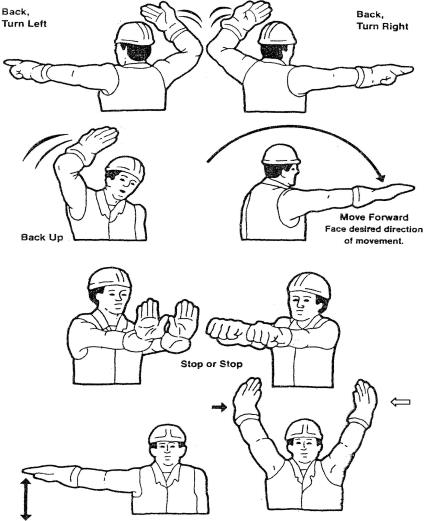 Back,
Turn Left
Back,
Turn Right
Back Up
Move Forward
Face desired direction
of movement.
Stop or Stop